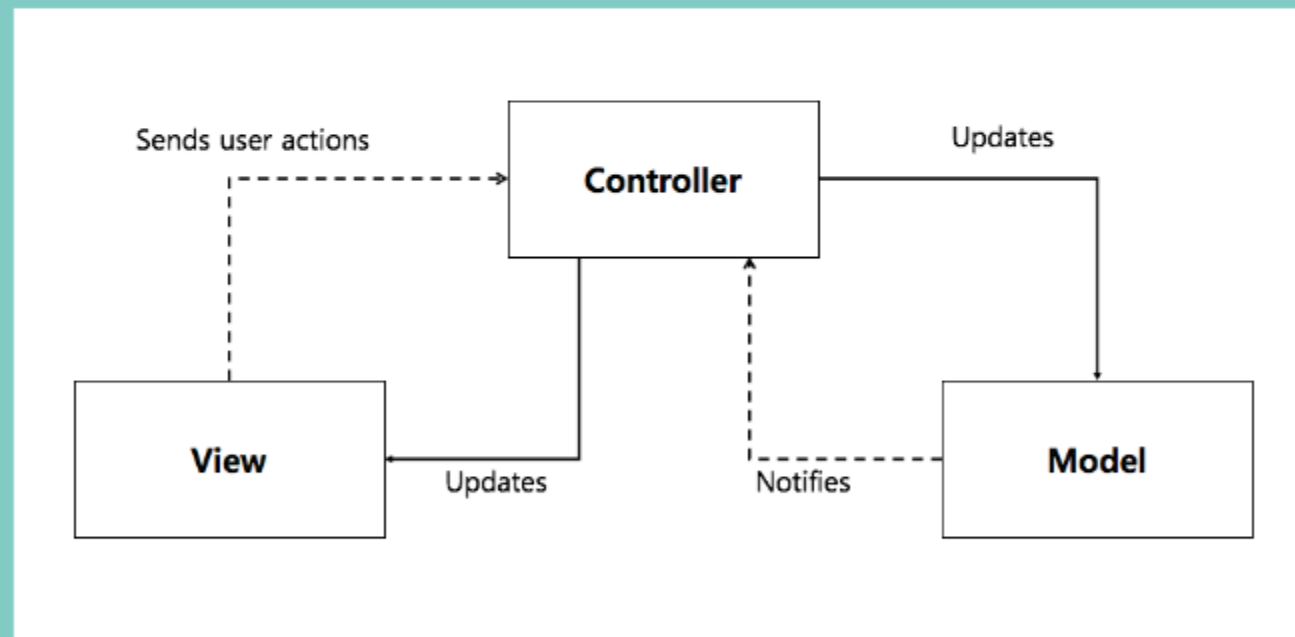 Sends user actions
Updates
Controller
View
Updates
Notifies
Model